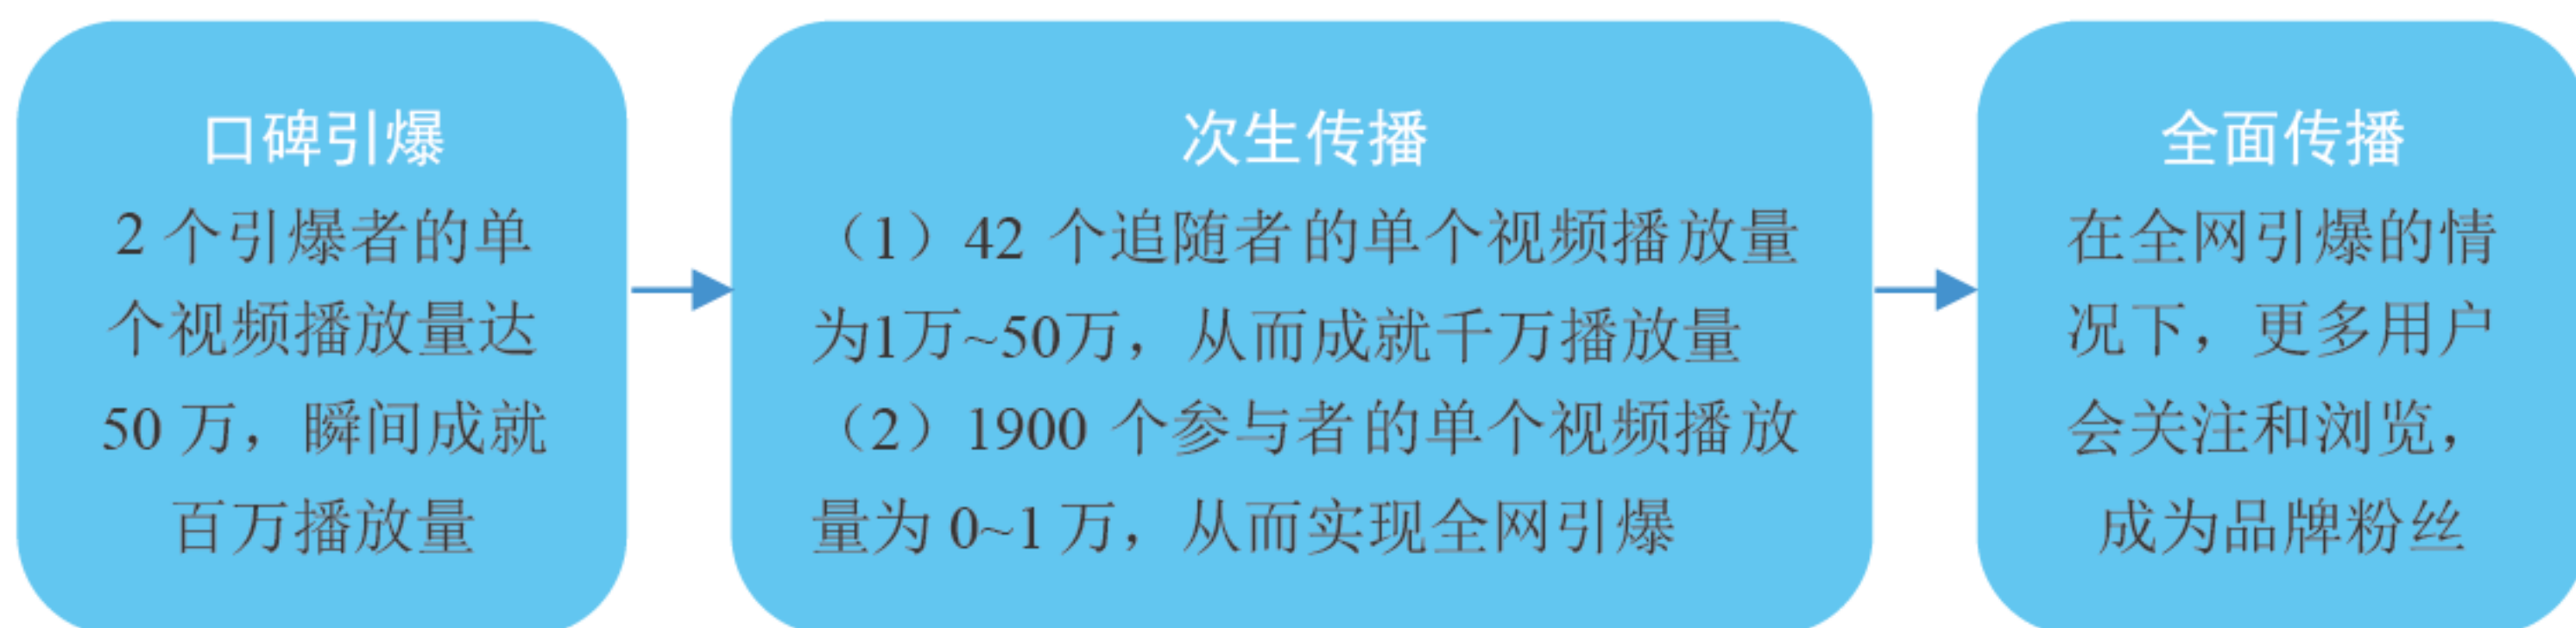 口碑引爆
2 个引爆者的单
个视频播放量达
50 万，瞬间成就
百万播放量
次生传播
（1）42 个追随者的单个视频播放量
为1万~50万，从而成就千万播放量
（2）1900 个参与者的单个视频播放
量为 0~1 万，从而实现全网引爆
全面传播
在全网引爆的情
况下，更多用户
会关注和浏览，
成为品牌粉丝